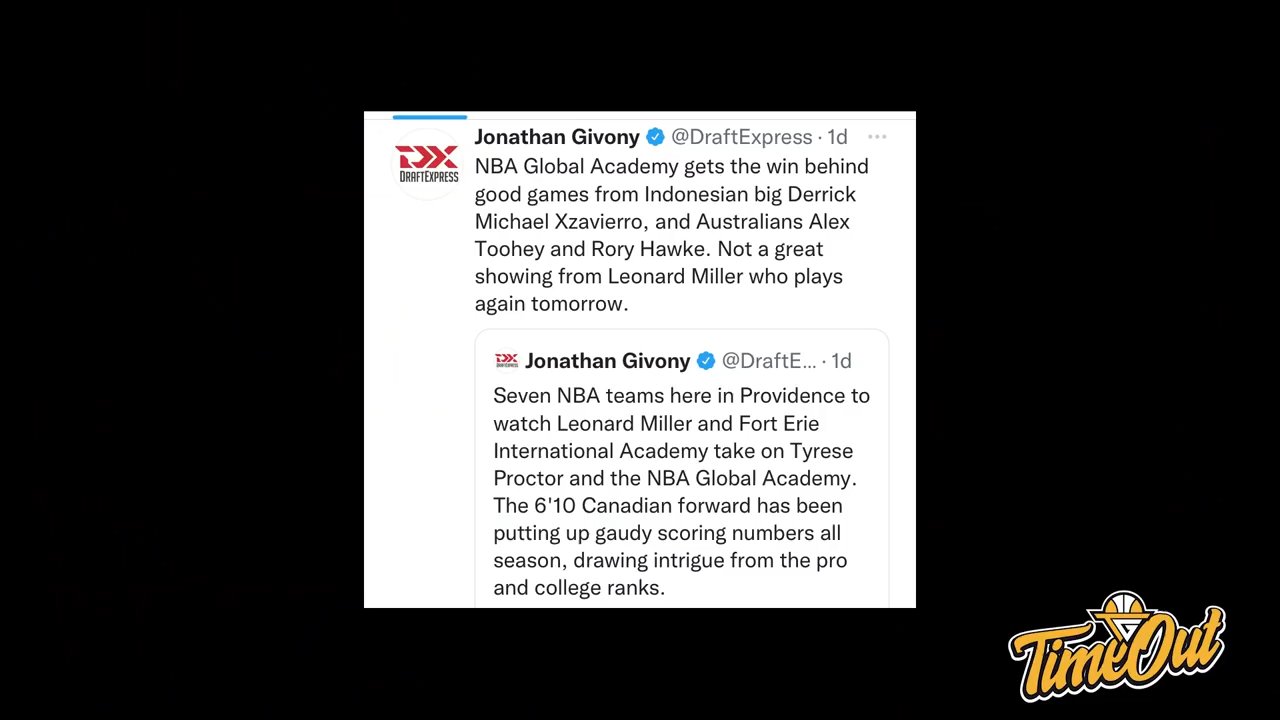 Jonathan Givony @DraftExpress · 1d ...
DRAFTEXPRESS
NBA Global Academy gets the win behind
good games from Indonesian big Derrick
Michael Xzavierro, and Australians Alex
Toohey and Rory Hawke. Not a great
showing from Leonard Miller who plays
again tomorrow.
Jonathan Givony @DraftE... · 1d
Seven NBA teams here in Providence to
watch Leonard Miller and Fort Erie
International Academy take on Tyrese
Proctor and the NBA Global Academy.
The 6'10 Canadian forward has been
putting up gaudy scoring numbers all
season, drawing intrigue from the pro
and college ranks.
TimeOut